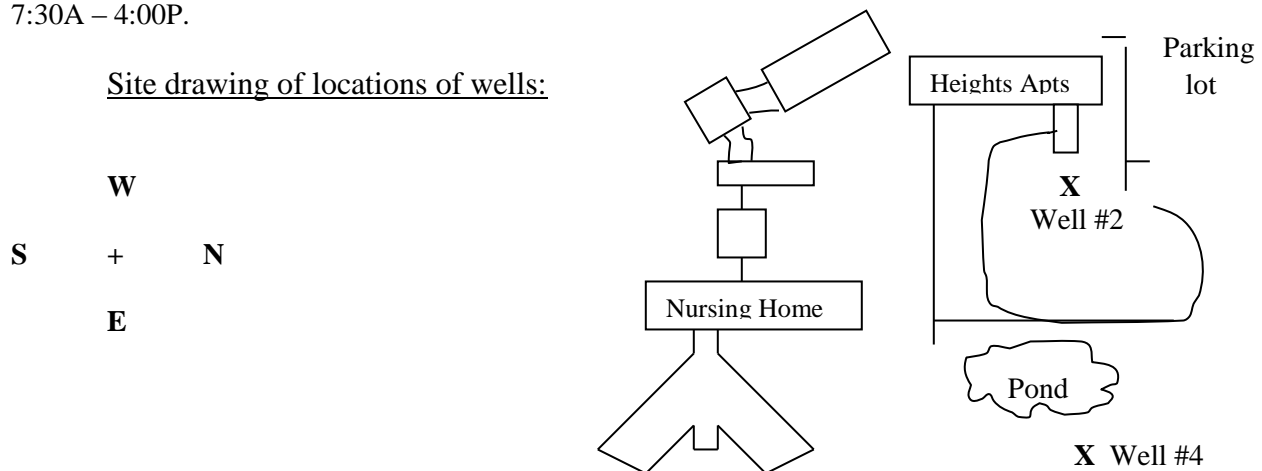 7:30A – 4:00P.
Site drawing of locations of wells:
Parking
lot
Heights Apts
W
X
Well #2
S + N
Nursing Home
E
Pond
X Well #4